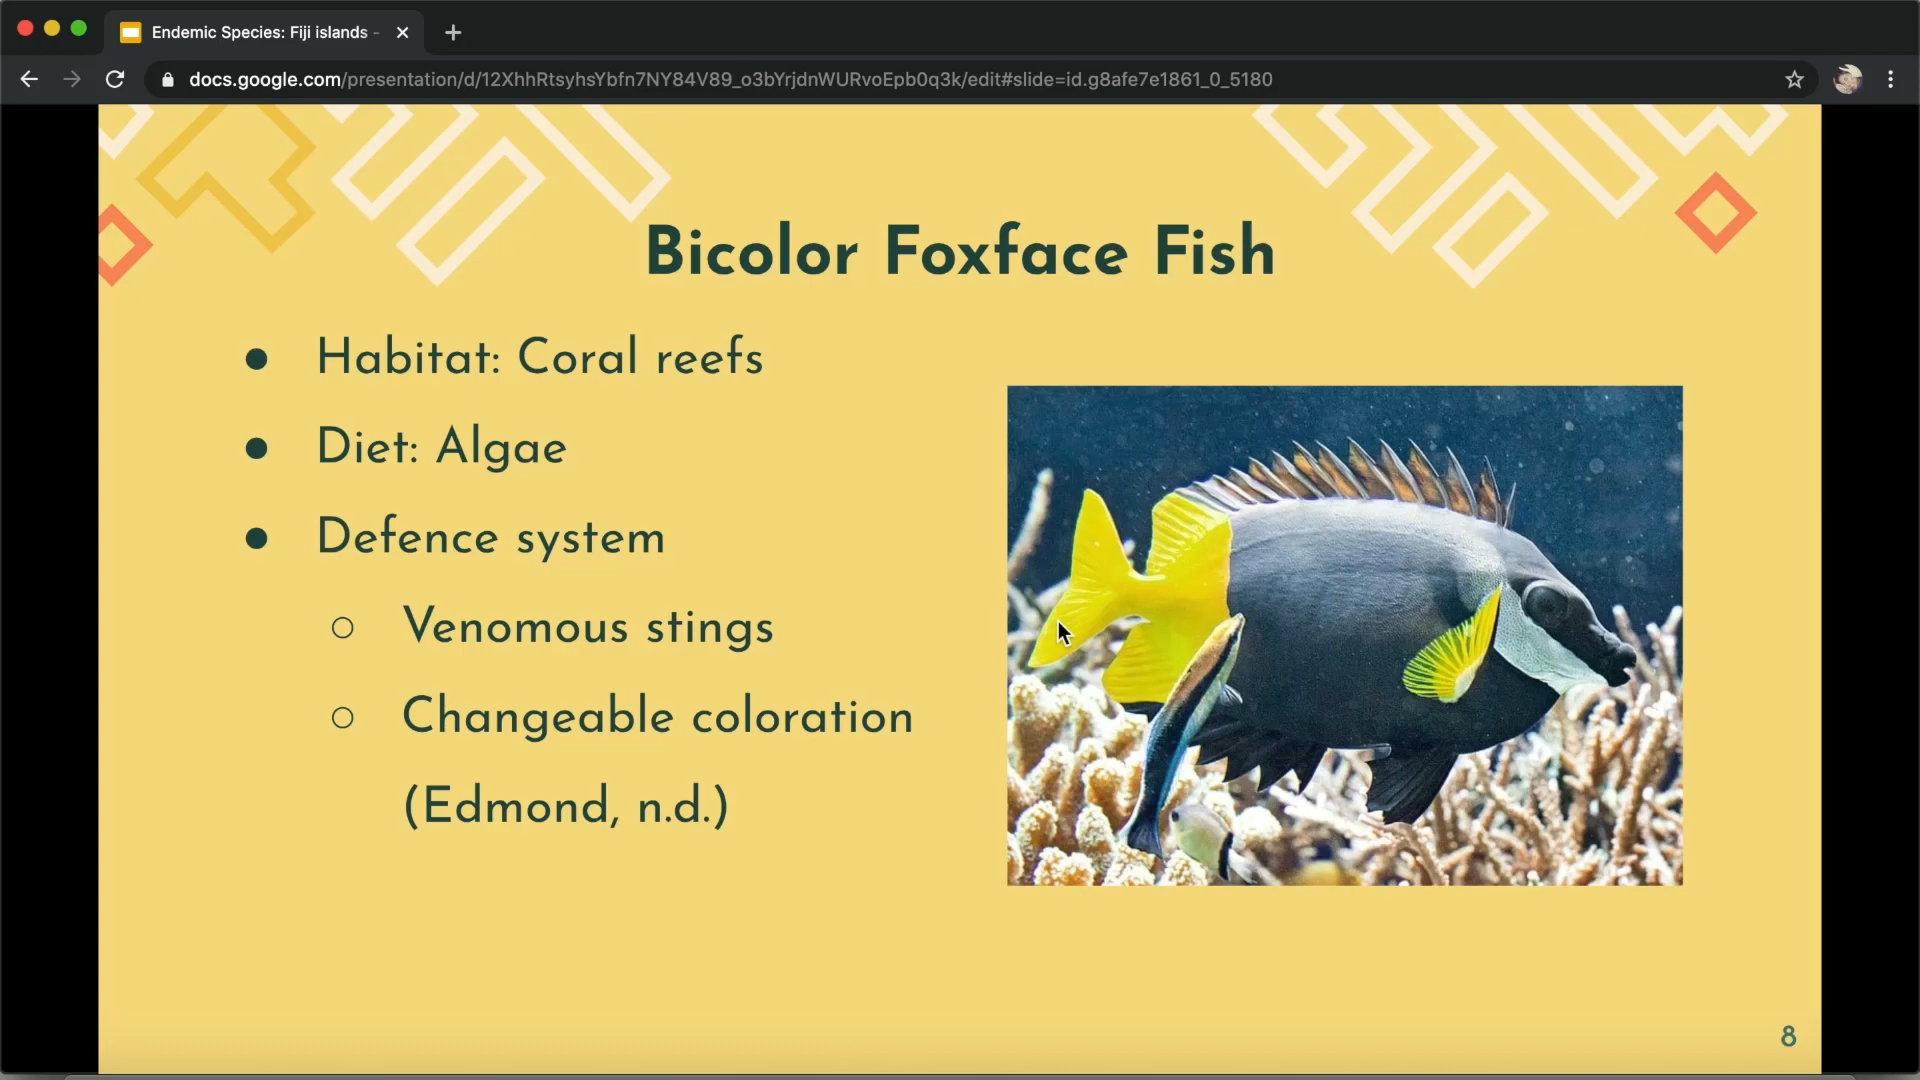 Endemic Species: Fiji islands -
docs.google.com/presentation/d/12XhhRtsyhsYbfn7NY84V89_o3bYrjdnWURvoEpb0q3k/edit#slide=id.g8afe7e1861_0_5180
Bicolor Foxface Fish
● Habitat: Coral reefs
● Diet: Algae
● Defence system
○ Venomous stings
○ Changeable coloration
(Edmond, n.d.)
8